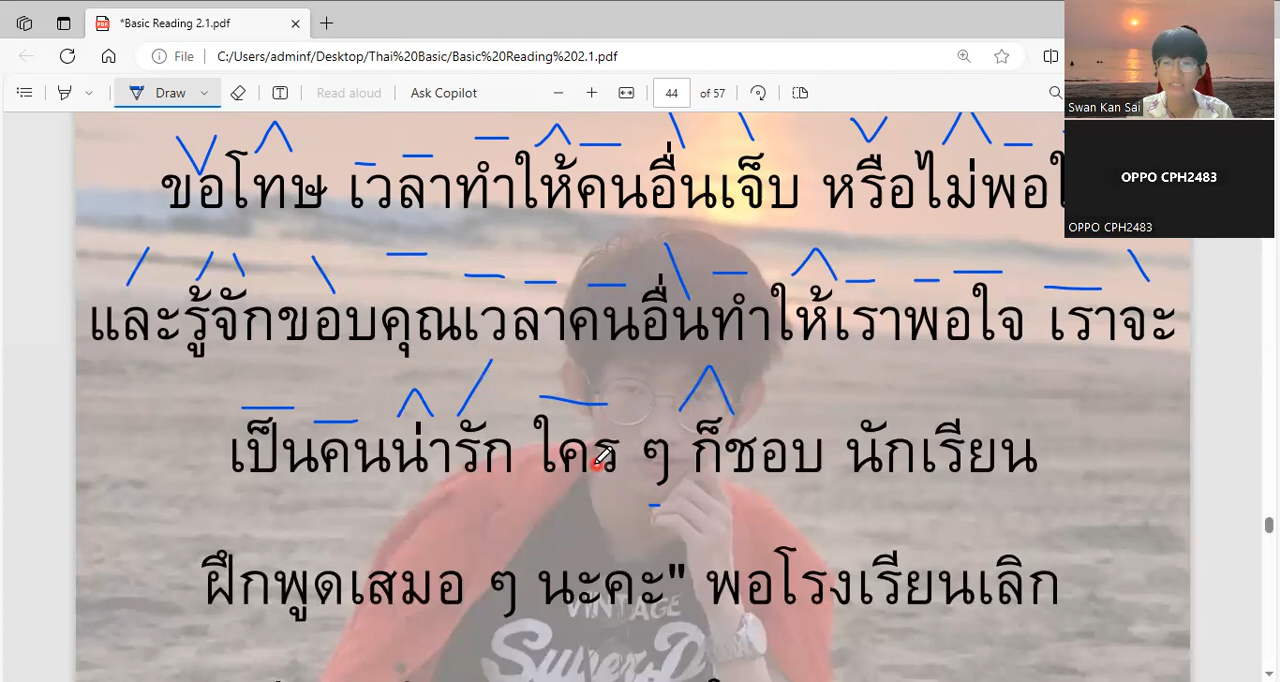 *Basic Reading 2.1.pdf
File C:/Users/adminf/Desktop/Thai%20Basic/Basic%20Reading%202.1.pdf
Draw Read aloud Ask Copilot 44 of 57
Swan Kan Sai
OPPO CPH2483
OPPO CPH2483
ขอโทษ เวลาทำให้คนอื่นเจ็บ หรือไม่พอใ
และรู้จักขอบคุณเวลาคนอื่นทำให้เราพอใจ เราจะ
เป็นคนน่ารัก ใคร ๆ ก็ชอบ นักเรียน
ฝึกพูดเสมอ ๆ นะคะ" พอโรงเรียนเลิก
VINTAGE